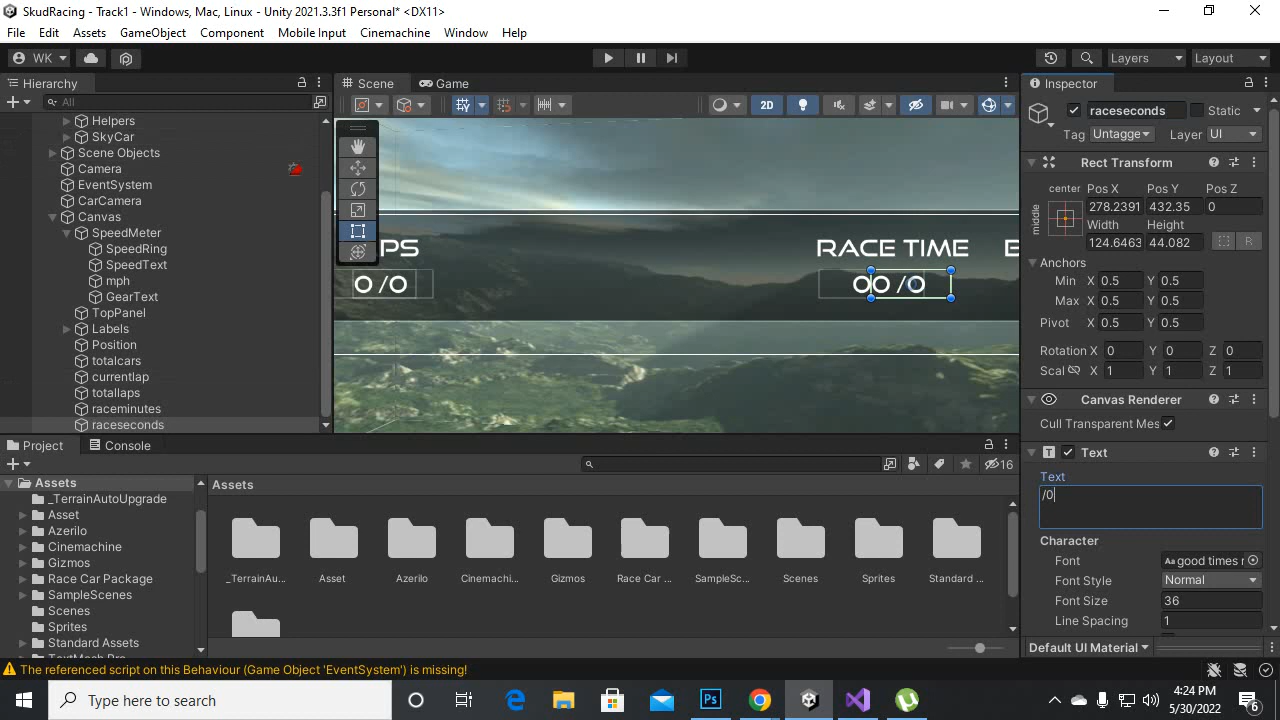 SkudRacing - Track1 - Windows, Mac, Linux - Unity 2021.3.3f1 Personal* <DX11>
File Edit Assets GameObject Component Mobile Input Cinemachine Window Help
WK Layers Layout
Hierarchy Scene Game Inspector
All 2D raceseconds Static
Tag Untagge Layer UI
Helpers
SkyCar
Scene Objects
Camera
EventSystem
CarCamera
Canvas
SpeedMeter
SpeedRing
SpeedText
mph
GearText
TopPanel
Labels
Position
totalcars
currentlap
totallaps
raceminutes
raceseconds
PS RACE TIME
0 /0 00 /0
Rect Transform
center Pos X Pos Y Pos Z
middle 278.2391 432.35 0
Width Height
124.6463 44.082 R
Anchors
Min X 0.5 Y 0.5
Max X 0.5 Y 0.5
Pivot X 0.5 Y 0.5
Rotation X 0 Y 0 Z 0
Scal X 1 Y 1 Z 1
Canvas Renderer
Cull Transparent Mes
Text
Text
/0
Character
Font Aa good times r
Font Style Normal
Font Size 36
Line Spacing 1
Default UI Material
Project Console
16
Assets
_TerrainAutoUpgrade
Asset
Azerilo
Cinemachine
Gizmos
Race Car Package
SampleScenes
Scenes
Sprites
Standard Assets
Assets
_TerrainAu... Asset Azerilo Cinemachi... Gizmos Race Car ... SampleSc... Scenes Sprites Standard ...
The referenced script on this Behaviour (Game Object 'EventSystem') is missing!
Type here to search
Ps
4:24 PM
5/30/2022
6